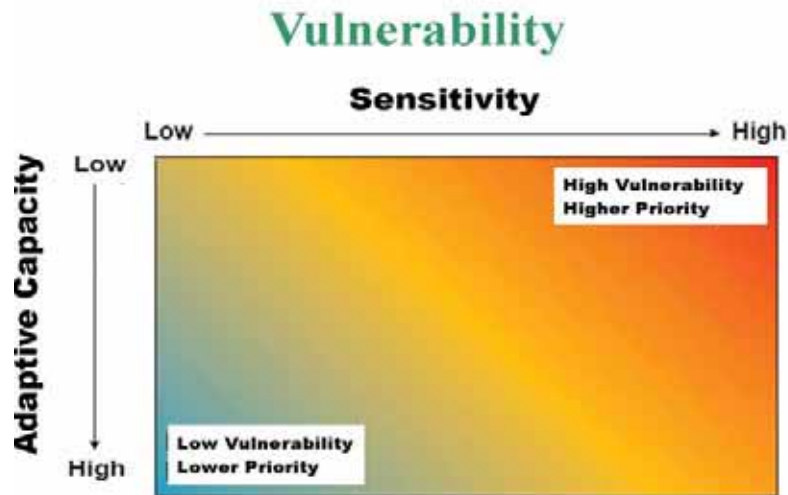 Vulnerability
Sensitivity
Low
High
Adaptive Capacity
Low
High
High Vulnerability
Higher Priority
Low Vulnerability
Lower Priority